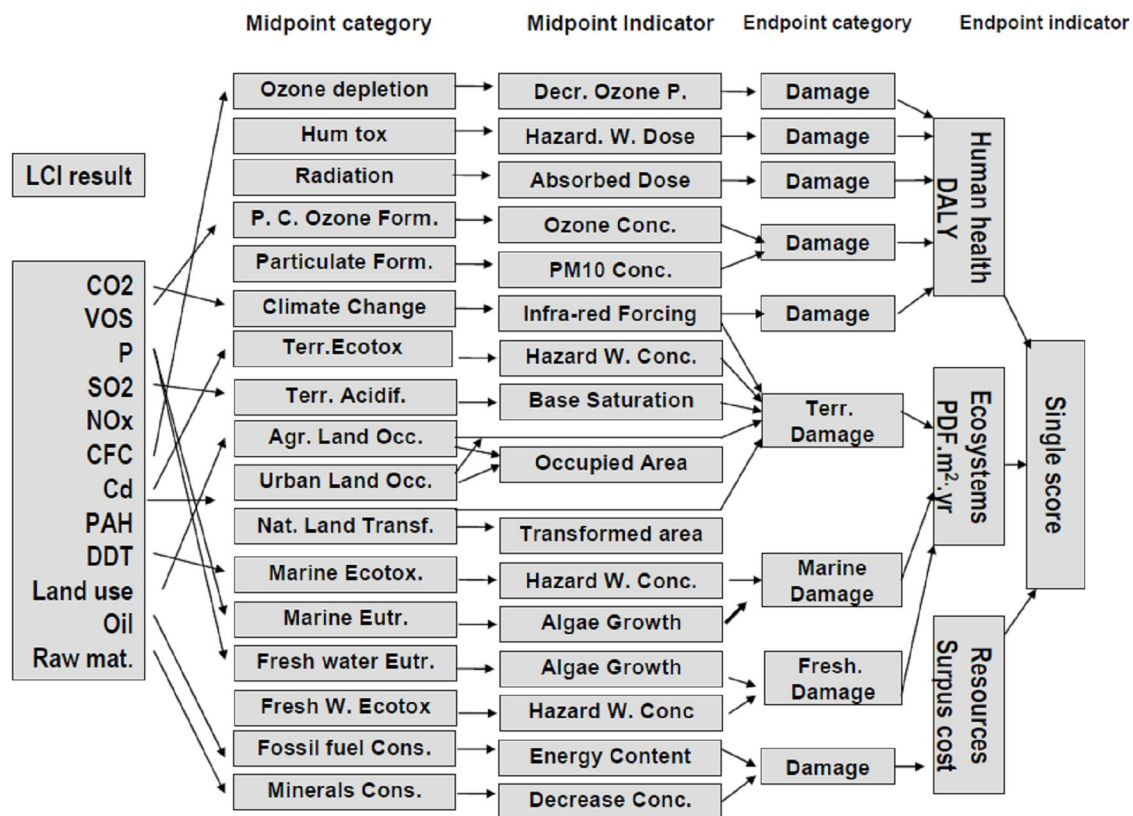 Midpoint category
Midpoint Indicator
Endpoint category
Endpoint indicator
LCI result
CO2
VOS
P
SO2
NOx
CFC
Cd
PAH
DDT
Land use
Oil
Raw mat.
Ozone depletion
Hum tox
Radiation
P. C. Ozone Form.
Particulate Form.
Climate Change
Terr.Ecotox
Terr. Acidif.
Agr. Land Occ.
Urban Land Occ.
Nat. Land Transf.
Marine Ecotox.
Marine Eutr.
Fresh water Eutr.
Fresh W. Ecotox
Fossil fuel Cons.
Minerals Cons.
Decr. Ozone P.
Hazard. W. Dose
Absorbed Dose
Ozone Conc.
PM10 Conc.
Infra-red Forcing
Hazard W. Conc.
Base Saturation
Occupied Area
Transformed area
Hazard W. Conc.
Algae Growth
Algae Growth
Hazard W. Conc
Energy Content
Decrease Conc.
Damage
Damage
Damage
Damage
Damage
Terr.
Damage
Marine
Damage
Fresh.
Damage
Damage
Human health
DALY
Ecosystems
PDF.m².yr
Resources
Surpus cost
Single score